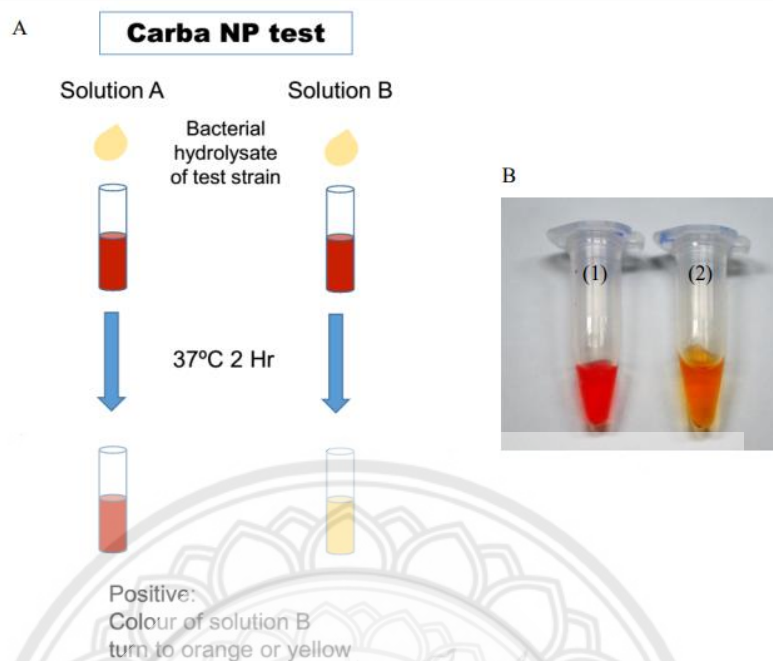 A
Carba NP test
Solution A
Solution B
Bacterial
hydrolysate
of test strain
37ºC 2 Hr
Positive:
Colour of solution B
turn to orange or yellow
B
(1)
(2)